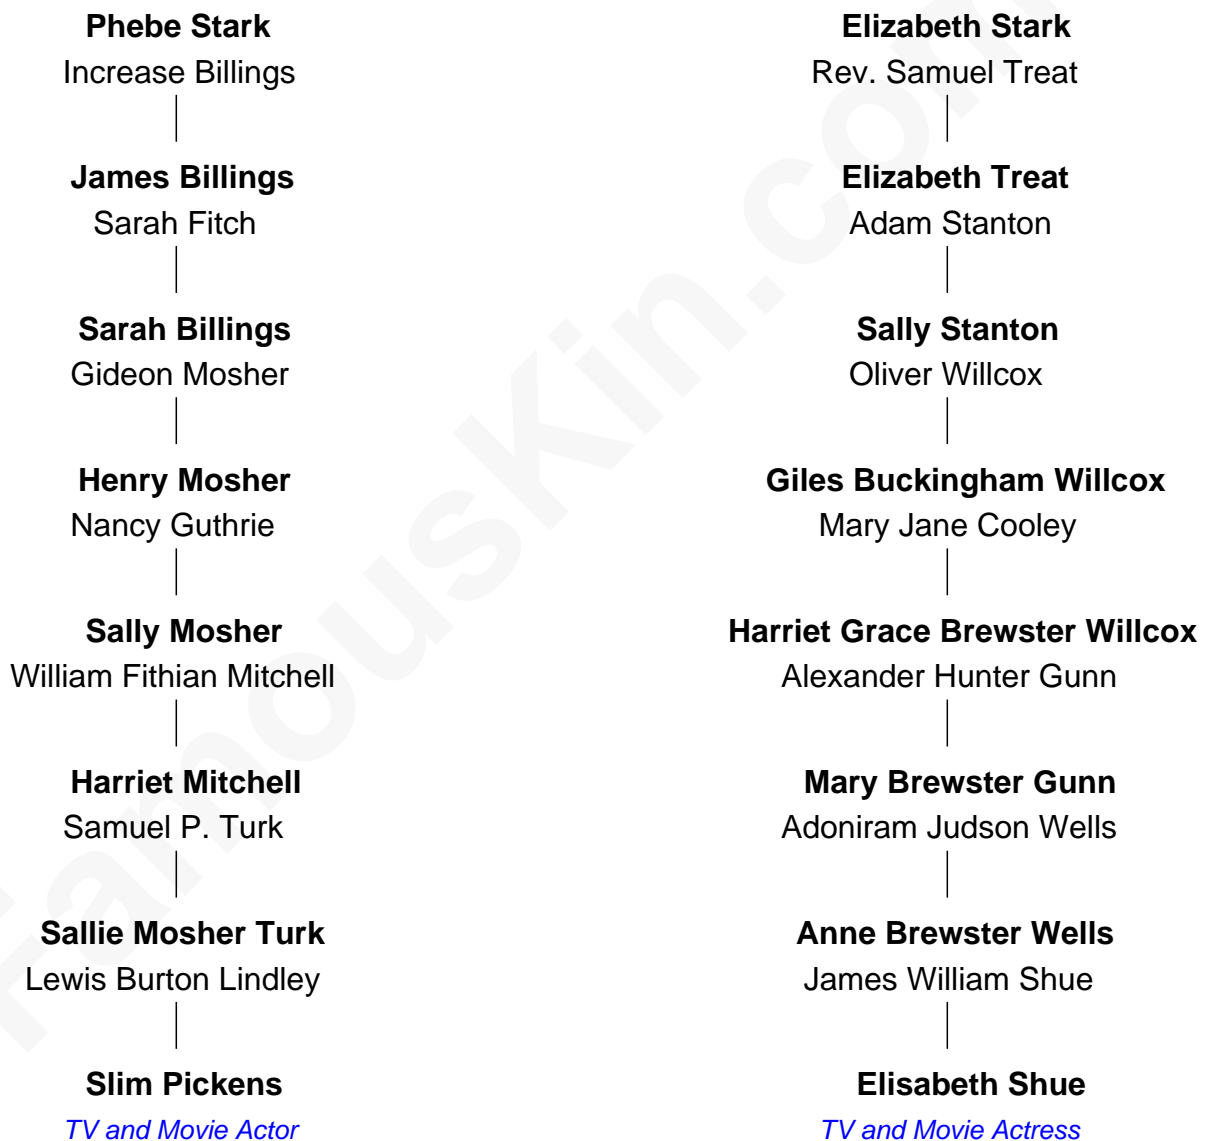 Phebe Stark
Increase Billings
James Billings
Sarah Fitch
Sarah Billings
Gideon Mosher
Henry Mosher
Nancy Guthrie
Sally Mosher
William Fithian Mitchell
Harriet Mitchell
Samuel P. Turk
Sallie Mosher Turk
Lewis Burton Lindley
Slim Pickens
TV and Movie Actor
Elizabeth Stark
Rev. Samuel Treat
Elizabeth Treat
Adam Stanton
Sally Stanton
Oliver Willcox
Giles Buckingham Willcox
Mary Jane Cooley
Harriet Grace Brewster Willcox
Alexander Hunter Gunn
Mary Brewster Gunn
Adoniram Judson Wells
Anne Brewster Wells
James William Shue
Elisabeth Shue
TV and Movie Actress
FamousKin.com